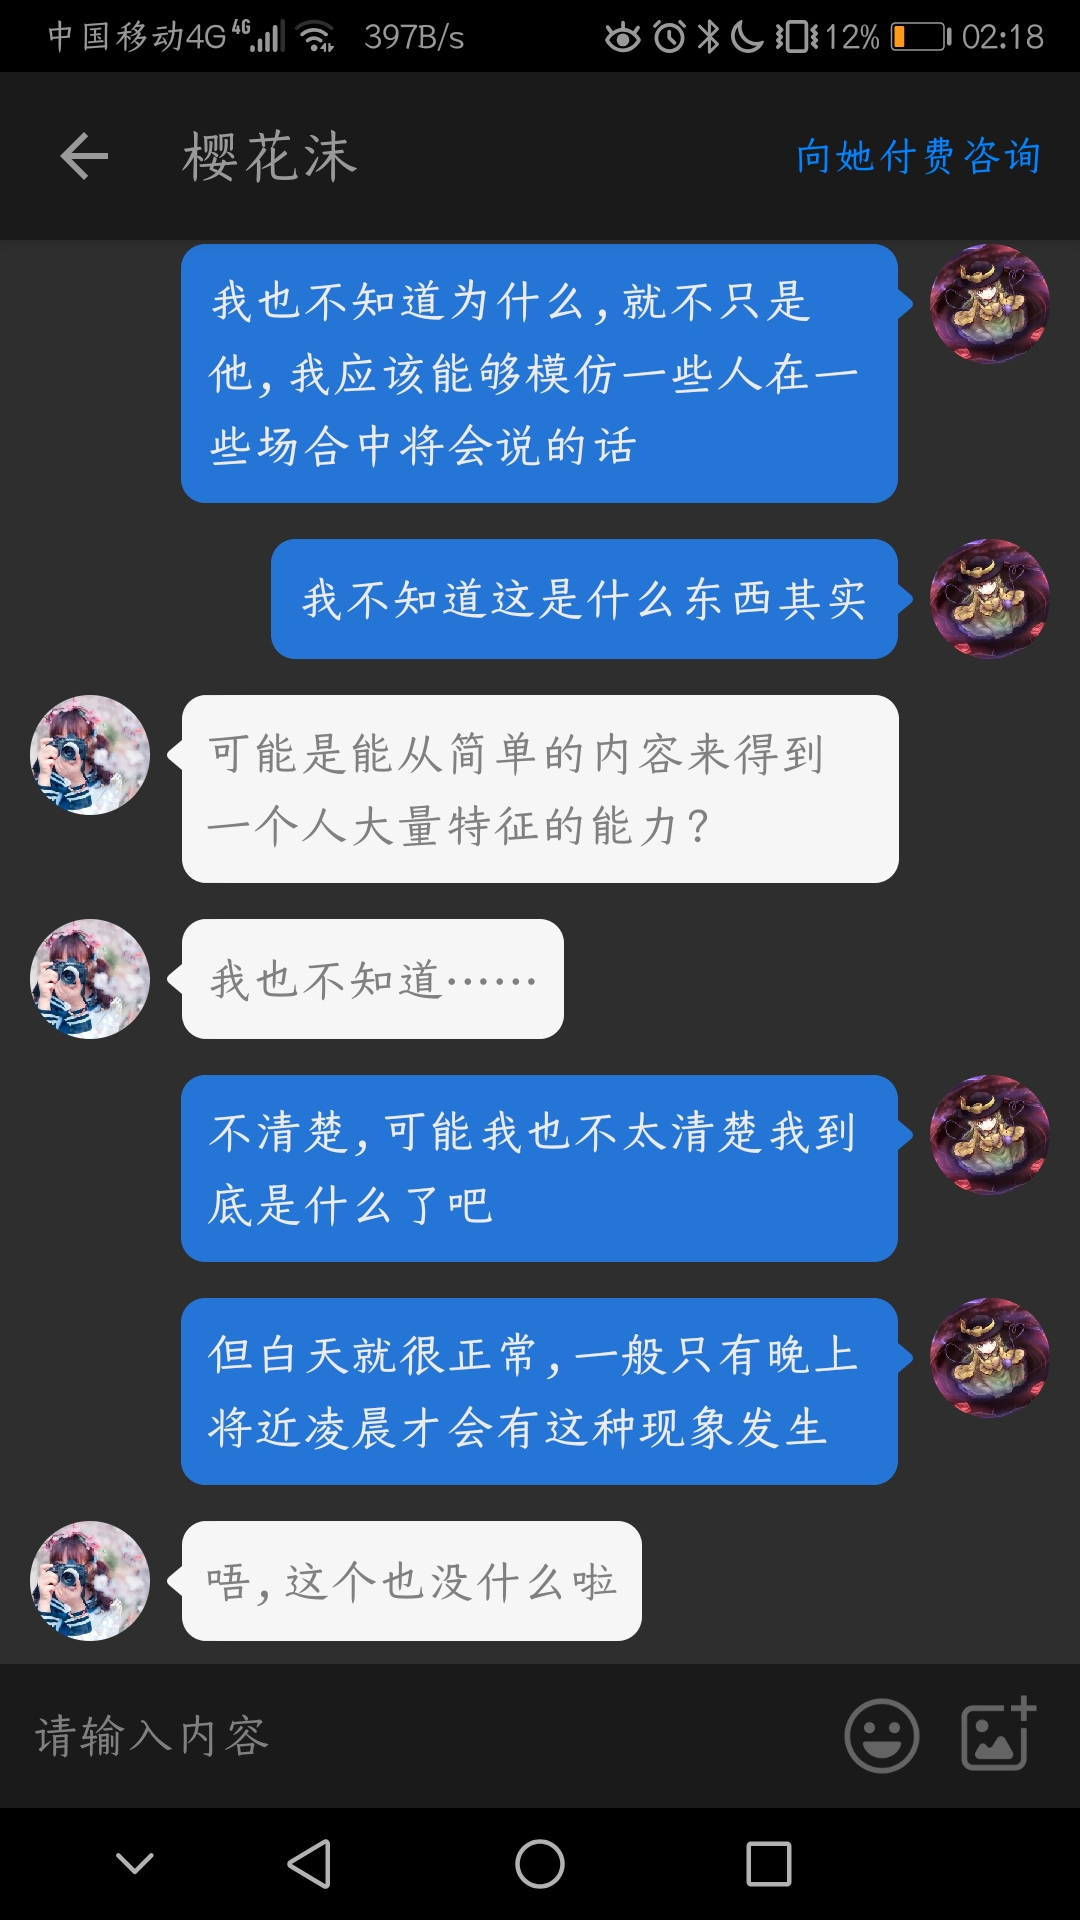 中国移动4G 4G 397B/s 12% 02:18
樱花沫 向她付费咨询
我也不知道为什么,就不只是
他,我应该能够模仿一些人在一
些场合中将会说的话
我不知道这是什么东西其实
可能是能从简单的内容来得到
一个人大量特征的能力?
我也不知道……
不清楚,可能我也不太清楚我到
底是什么了吧
但白天就很正常,一般只有晚上
将近凌晨才会有这种现象发生
唔,这个也没什么啦
请输入内容